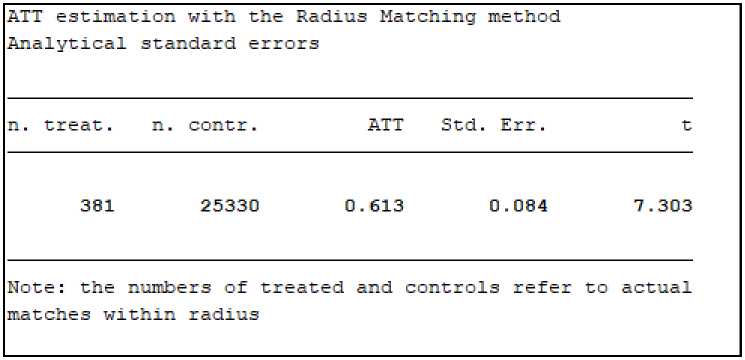 ATT estimation with the Radius Matching method
Analytical standard errors
n. treat. n. contr. ATT Std. Err. t
381 25330 0.613 0.084 7.303
Note: the numbers of treated and controls refer to actual
matches within radius